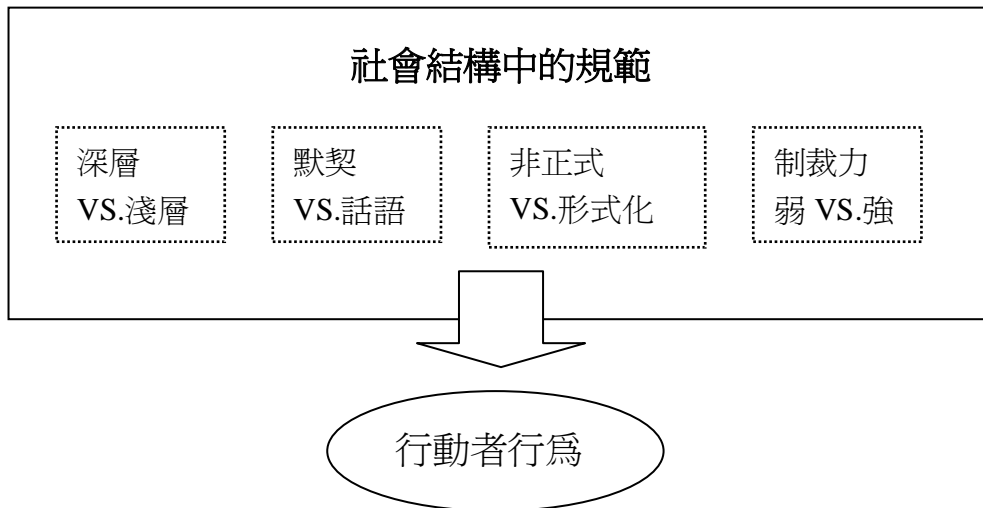 社會結構中的規範
深層
VS.淺層
默契
VS.話語
非正式
VS.形式化
制裁力
弱 VS.強
行動者行為